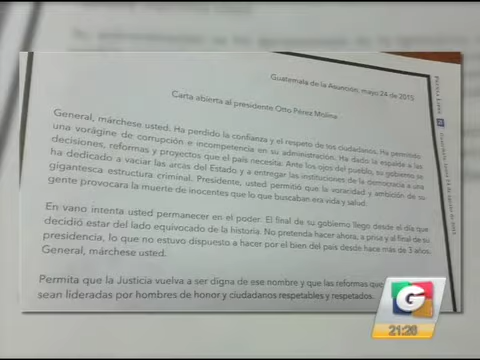 Guatemala de la Asunción, mayo 24 de 2015
Carta abierta al presidente Otto Pérez Molina
General, márchese usted. Ha perdido la confianza y el respeto de los ciudadanos. Ha permitido
una vorágine de corrupción e incompetencia en su administración. Ha dado la espalda a las
decisiones, reformas y proyectos que el país necesita. Ante los ojos del pueblo, su gobierno se
ha dedicado a vaciar las arcas del Estado y a entregar las instituciones de la democracia a una
gigantesca estructura criminal. Presidente, usted permitió que la voracidad y ambición de su
gente provocara la muerte de inocentes que lo que buscaban era vida y salud.
En vano intenta usted permanecer en el poder. El final de su gobierno llegó desde el día que
decidió estar del lado equivocado de la historia. No pretenda hacer ahora, a prisa y al final de su
presidencia, lo que no estuvo dispuesto a hacer por el bien del país desde hace más de 3 años.
General, márchese usted.
Permita que la Justicia vuelva a ser digna de ese nombre y que las reformas que
sean lideradas por hombres de honor y ciudadanos respetables y respetados.
G
21:26